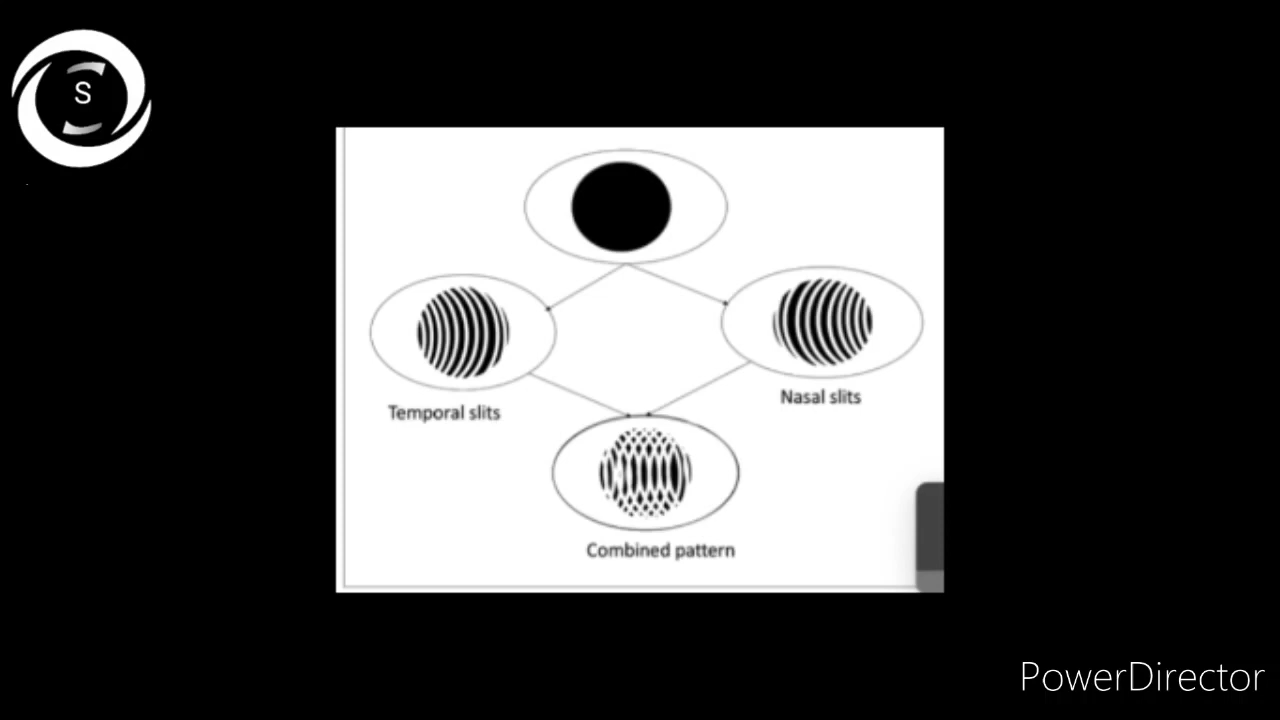 S
Nasal slits
Temporal slits
Combined pattern
PowerDirector